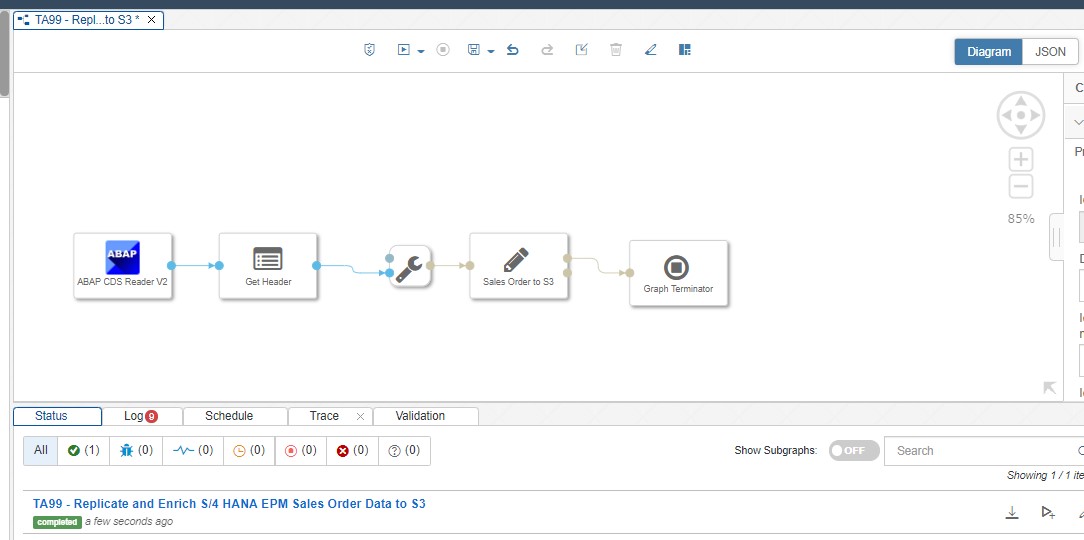 TA99 - Repl...to S3 *
Diagram
JSON
85%
ABAP
ABAP CDS Reader V2
Get Header
Sales Order to S3
Graph Terminator
Status
Log 9
Schedule
Trace
Validation
All
(1)
(0)
(0)
(0)
(0)
(0)
(0)
Show Subgraphs:
OFF
Search
Showing 1 / 1 ite
TA99 - Replicate and Enrich S/4 HANA EPM Sales Order Data to S3
completed a few seconds ago